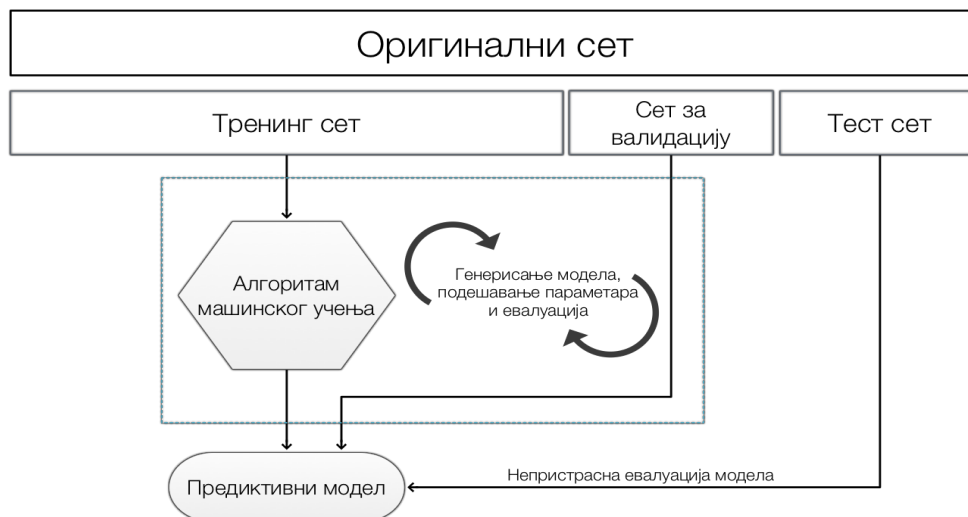 Оригинални сет
Тренинг сет
Сет за
валидацију
Тест сет
Алгоритам
машинског учења
Генерисање модела,
подешавање параметара
и евалуација
Предиктивни модел
Непристрасна евалуација модела